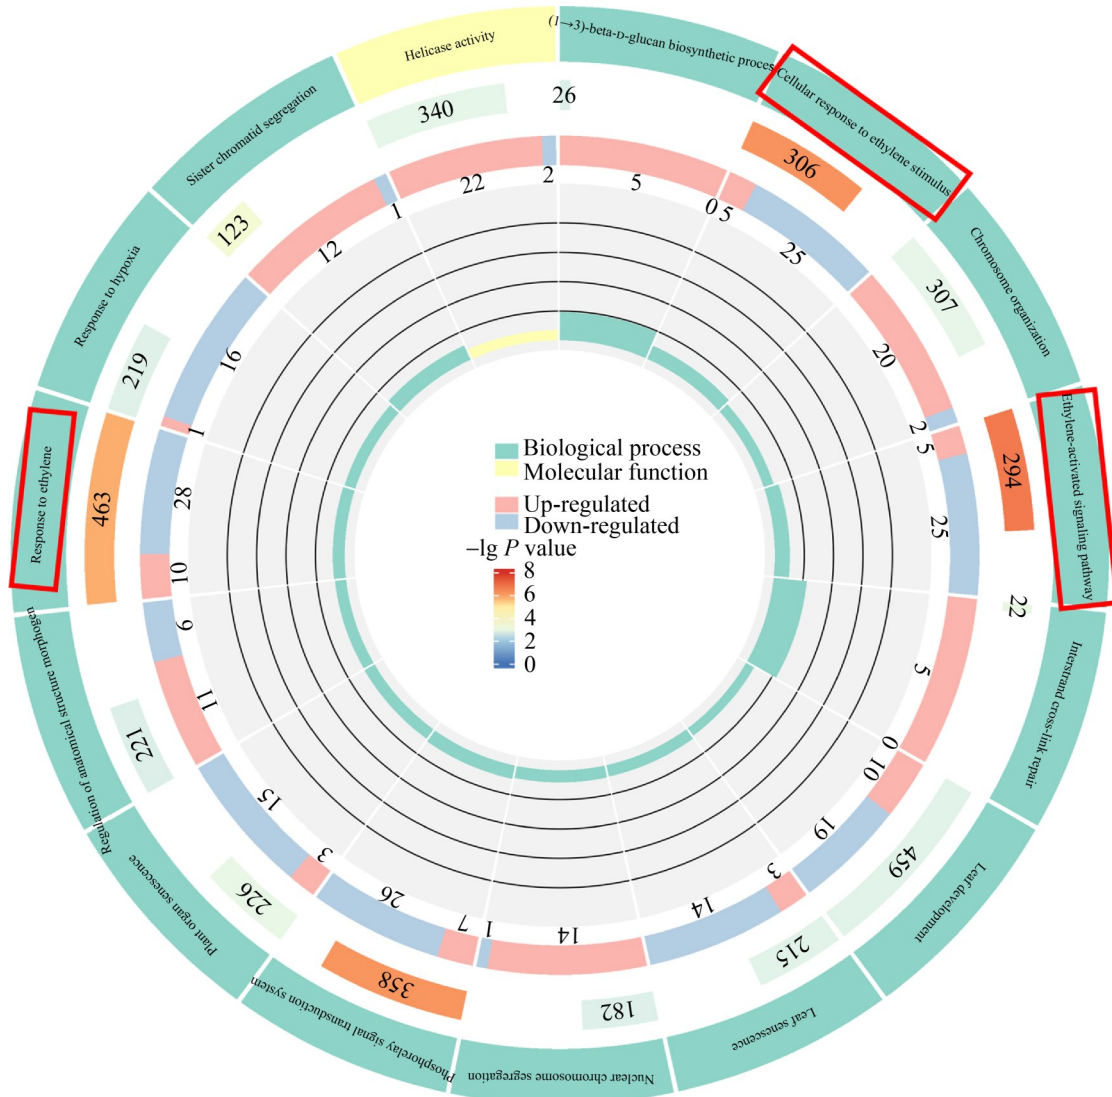 (1→3)-beta-D-glucan biosynthetic proces
Cellular response to ethylene stimulus
Chromosome organization
Ethylene-activated signaling pathway
Interstrand cross-link repair
Leaf development
Leaf senescence
Nuclear chromosome segregation
Phosphorelay signal transduction system
Plant organ senescence
Regulation of anatomical structure morphogen
Response to ethylene
Response to hypoxia
Sister chromatid segregation
Helicase activity
26
306
307
294
22
459
215
182
358
226
221
463
219
123
340
5
0
5
25
20
2
5
25
5
0
10
19
3
14
14
1
7
26
3
15
11
6
10
28
1
16
12
1
22
2
Biological process
Molecular function
Up-regulated
Down-regulated
–lg P value
8
6
4
2
0